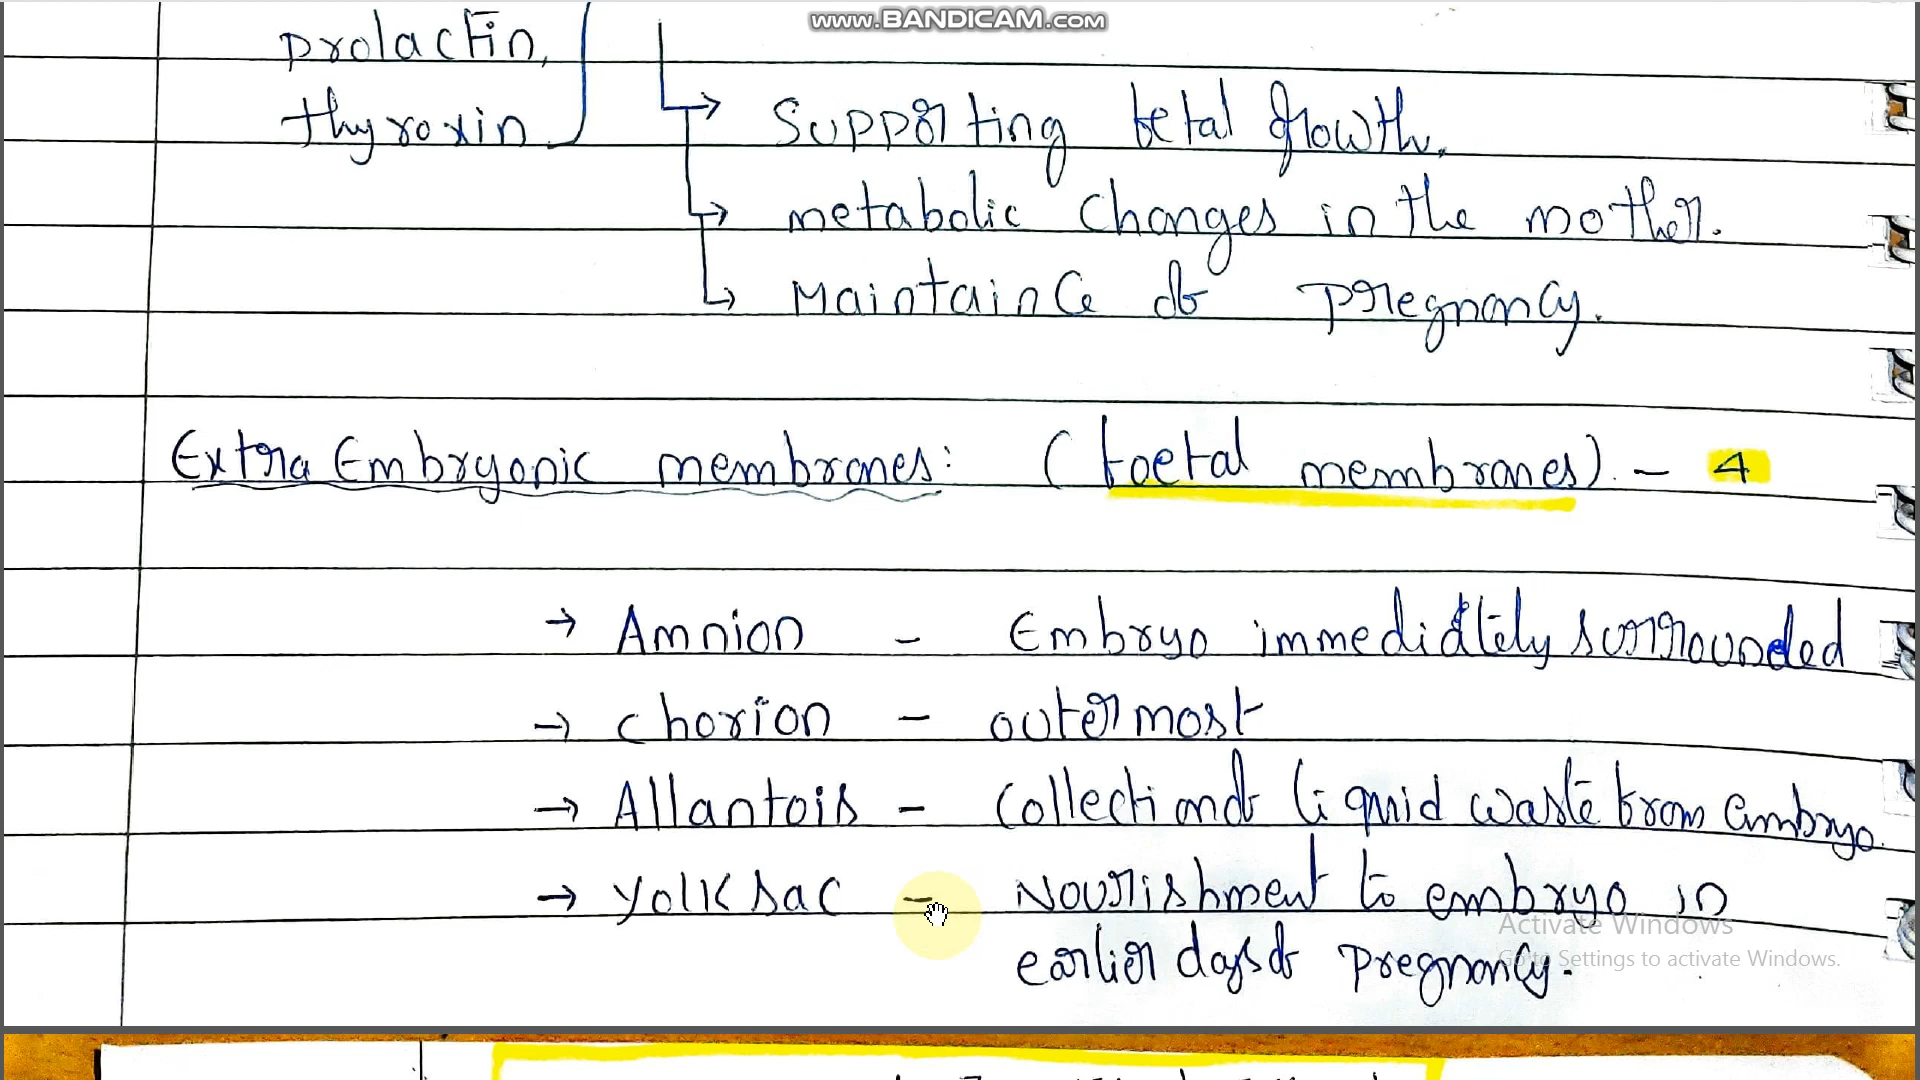 www.BANDICAM.com
prolactin,
thyroxin
Supporting fetal growth.
metabolic changes in the mother.
Maintaince of pregnancy.
Extra Embryonic membranes: (foetal membranes) - 4
→ Amnion - Embryo immediatily surrounded
→ chorion - outermost
→ Allantois - Collection of liquid waste from embryo.
→ yolk sac - Nourishment to embryo in
earlier days of pregnancy.
Activate Windows
Go to Settings to activate Windows.